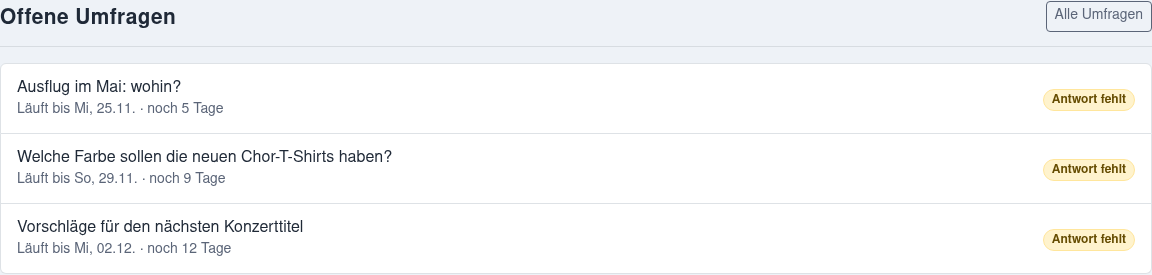 Offene Umfragen
Alle Umfragen
Ausflug im Mai: wohin?
Läuft bis Mi, 25.11. · noch 5 Tage
Antwort fehlt
Welche Farbe sollen die neuen Chor-T-Shirts haben?
Läuft bis So, 29.11. · noch 9 Tage
Antwort fehlt
Vorschläge für den nächsten Konzerttitel
Läuft bis Mi, 02.12. · noch 12 Tage
Antwort fehlt